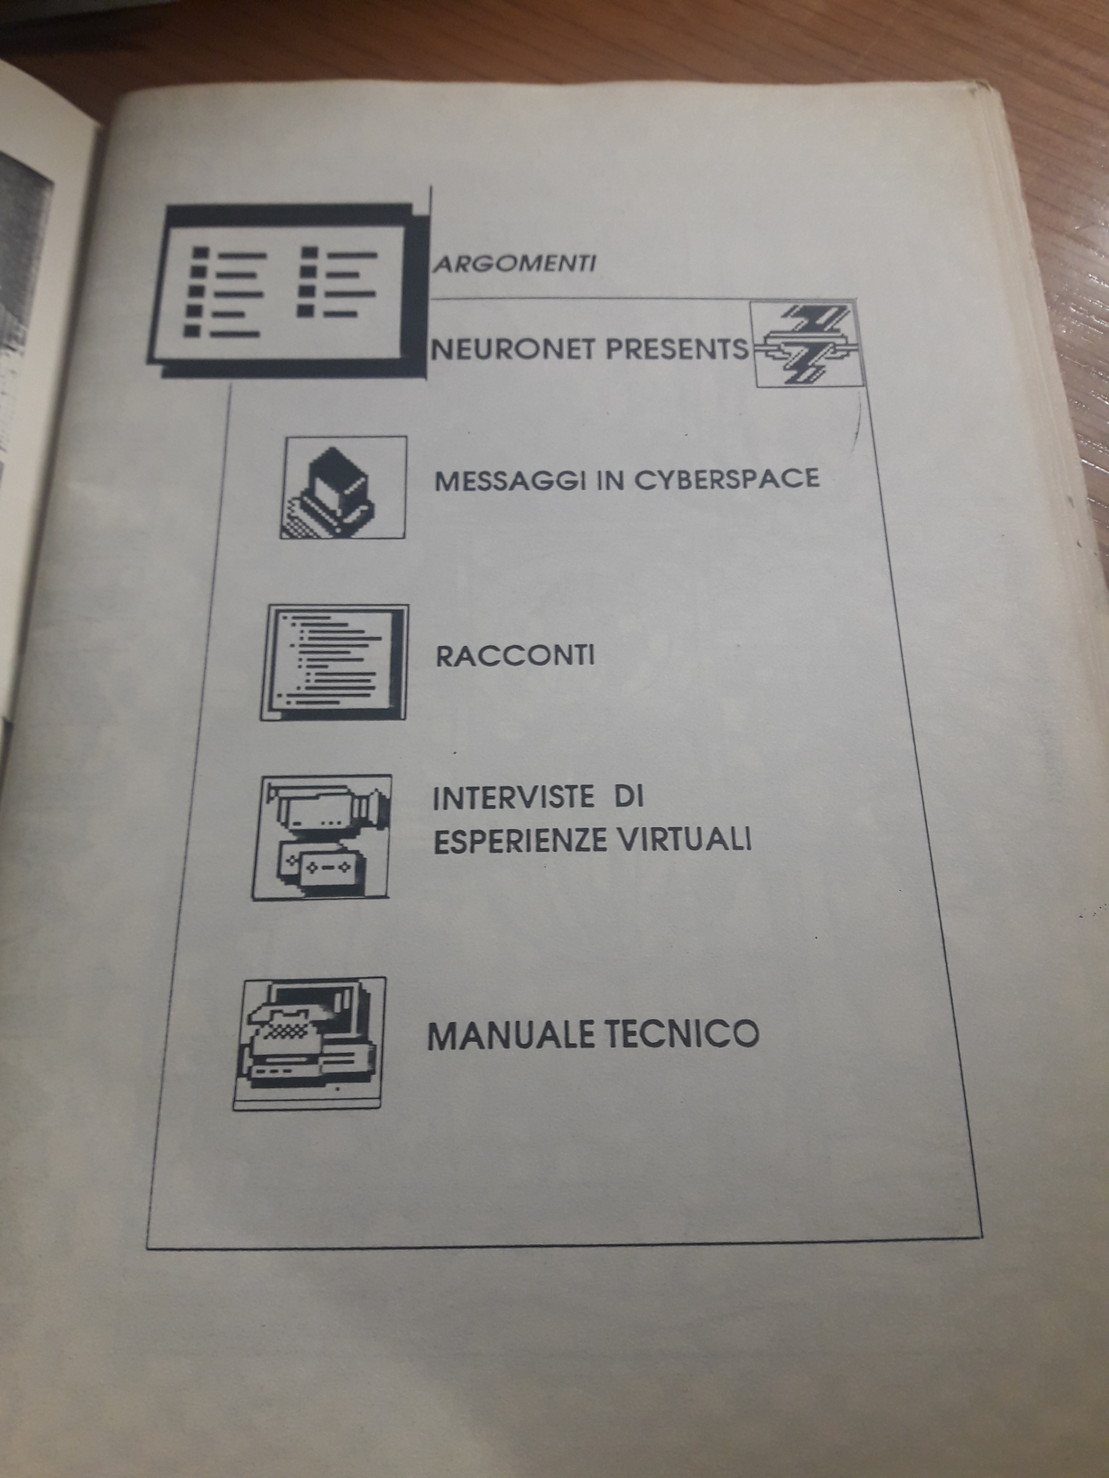 ARGOMENTI
NEURONET PRESENTS
MESSAGGI IN CYBERSPACE
RACCONTI
INTERVISTE DI
ESPERIENZE VIRTUALI
MANUALE TECNICO